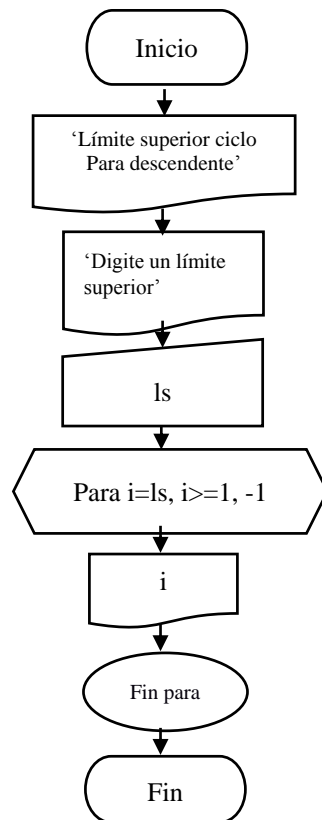 Inicio
‘Límite superior ciclo
Para descendente’
‘Digite un límite
superior’
ls
Para i=ls, i>=1, -1
i
Fin para
Fin